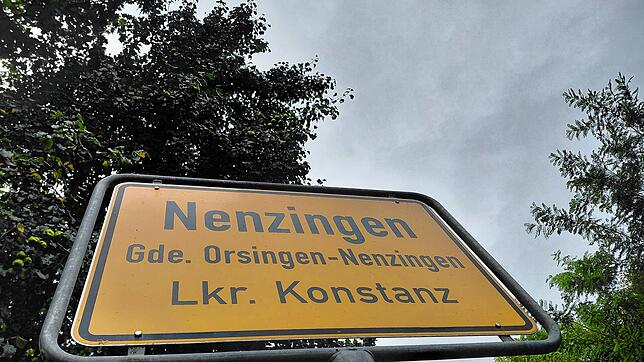 Nenzingen
Gde. Orsingen-Nenzingen
Lkr. Konstanz